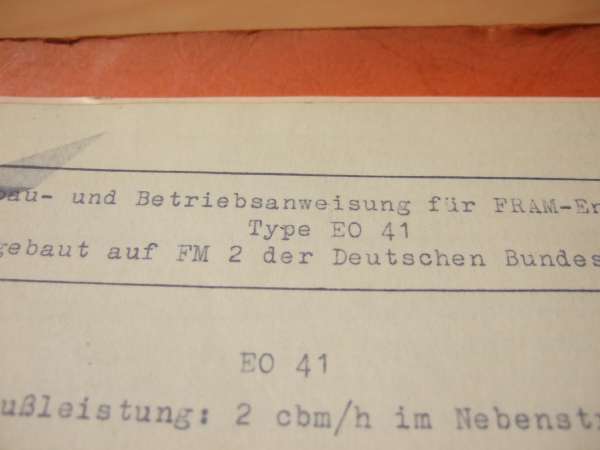 bau- und Betriebsanweisung für FRAM-En
Type EO 41
gebaut auf FM 2 der Deutschen Bundes
EO 41
ußleistung: 2 cbm/h im Nebenst